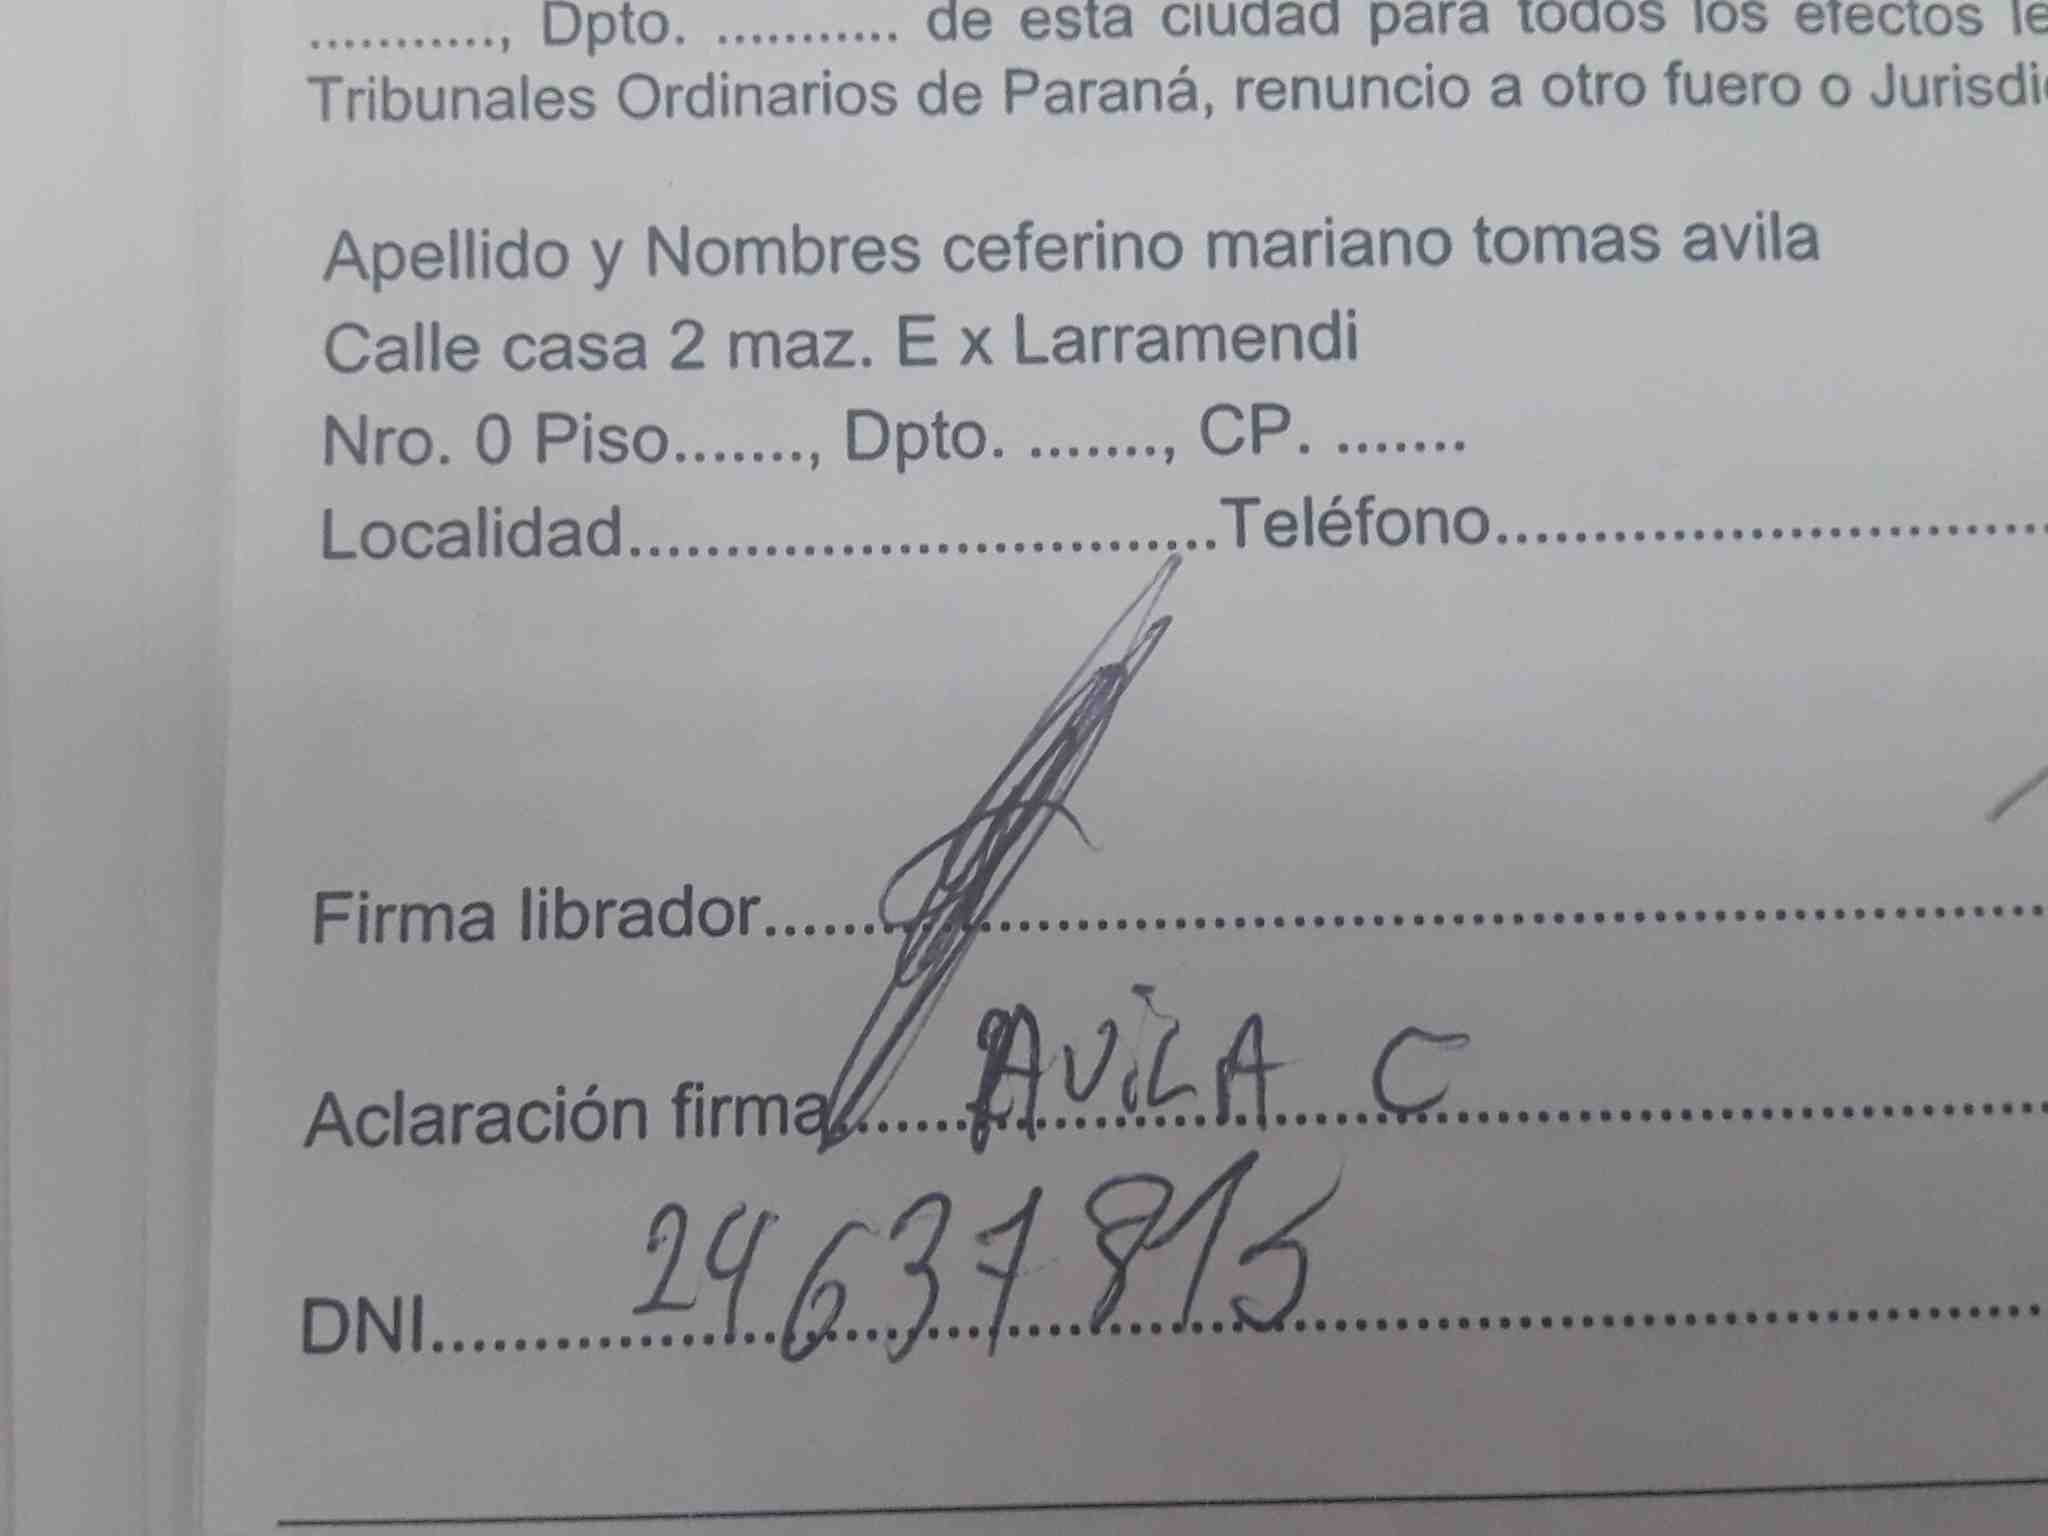 ..........., Dpto. ........... de esta ciudad para todos los efectos le
Tribunales Ordinarios de Paraná, renuncio a otro fuero o Jurisdi
Apellido y Nombres ceferino mariano tomas avila
Calle casa 2 maz. E x Larramendi
Nro. 0 Piso......., Dpto. ......., CP. .......
Localidad..............................Teléfono............................
Firma librador............................................................
Aclaración firma........AVILA C..............................
DNI..............24637815....................................